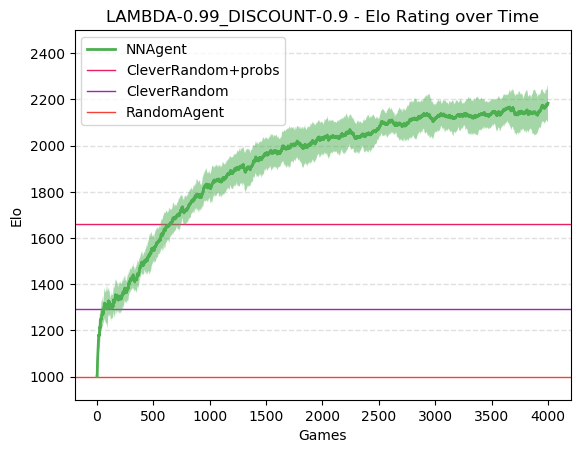 LAMBDA-0.99_DISCOUNT-0.9 - Elo Rating over Time
NNAgent
CleverRandom+probs
CleverRandom
RandomAgent
2400
2200
2000
1800
1600
1400
1200
1000
Elo
0 500 1000 1500 2000 2500 3000 3500 4000
Games